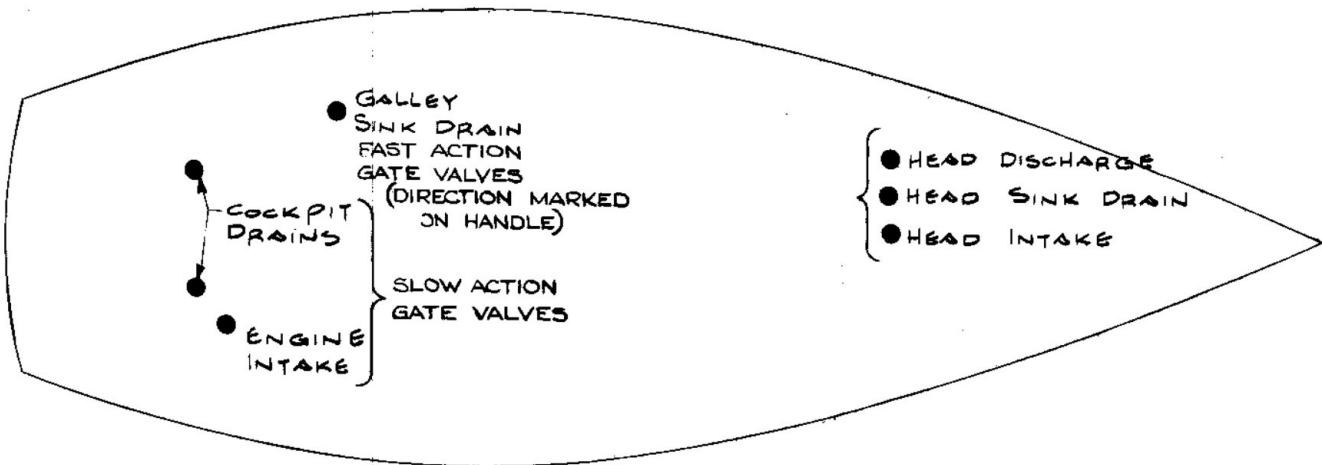 GALLEY
SINK DRAIN
FAST ACTION
GATE VALVES
(DIRECTION MARKED
ON HANDLE)
COCKPIT
DRAINS
SLOW ACTION
GATE VALVES
ENGINE
INTAKE
HEAD DISCHARGE
HEAD SINK DRAIN
HEAD INTAKE